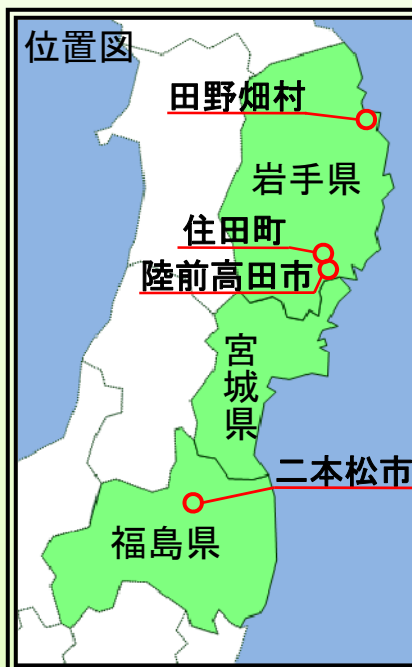 位置図
田野畑村
岩手県
住田町
陸前高田市
宮城県
二本松市
福島県